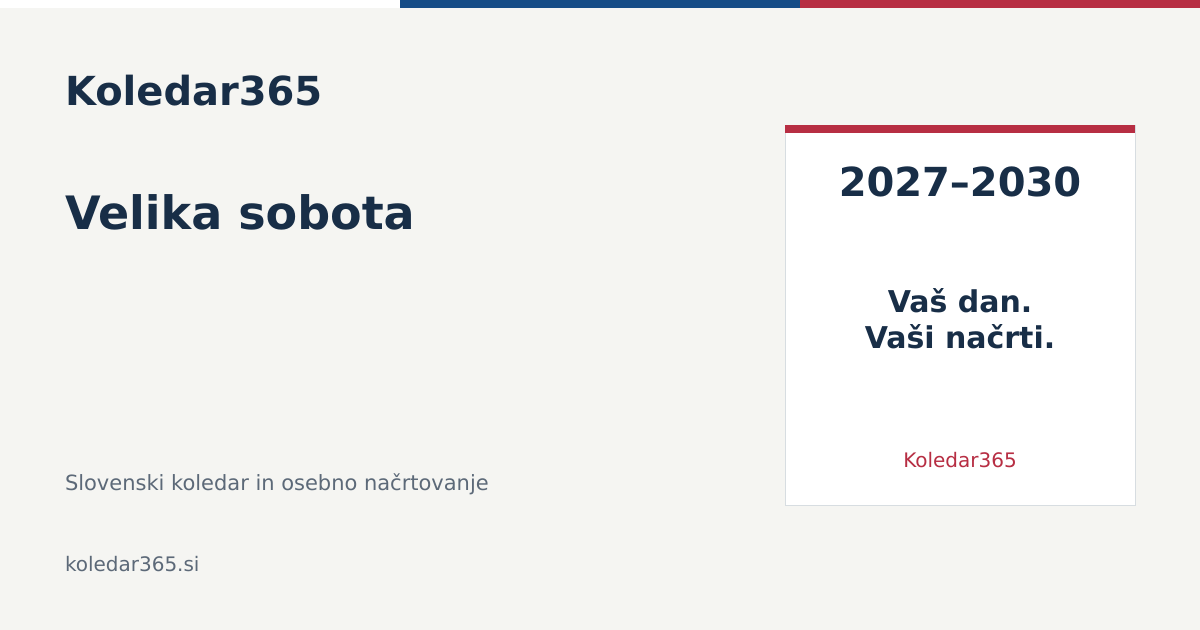 Koledar365
Velika sobota
Slovenski koledar in osebno načrtovanje
koledar365.si
2027–2030
Vaš dan.
Vaši načrti.
Koledar365